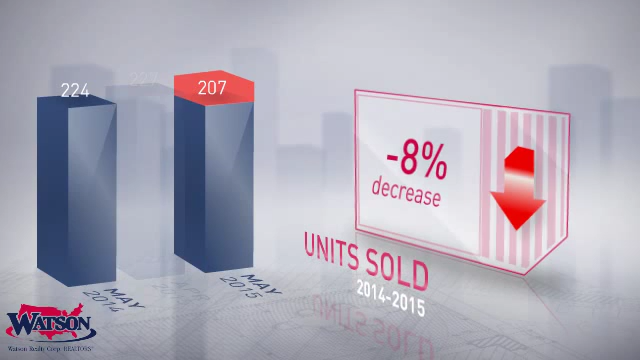 224
207
MAY
2014
MAY
2015
-8%
decrease
UNITS SOLD
2014-2015
WATSON
Watson Realty Corp. REALTORS®